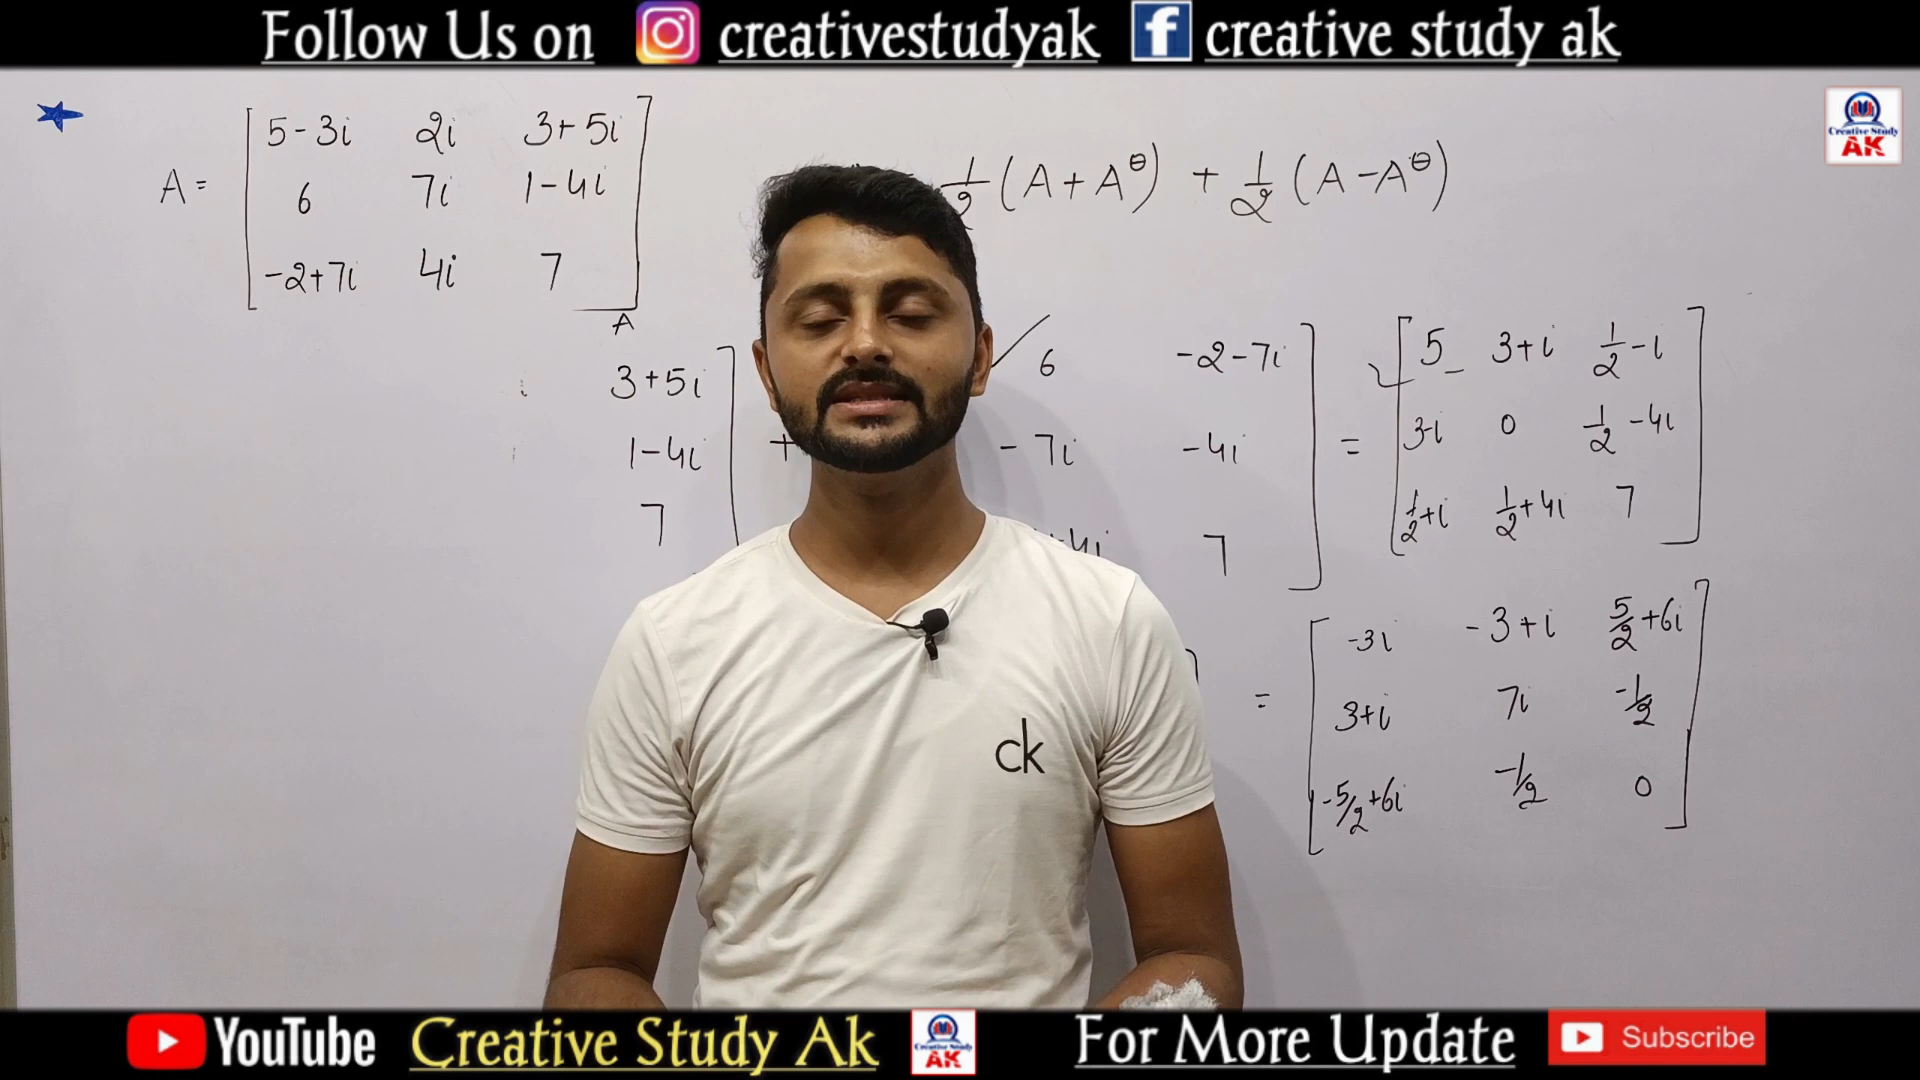 Follow Us on creativestudyak creative study ak
Creative Study
AK
A = [ 5-3i 2i 3+5i
6 7i 1-4i
-2+7i 4i 7 ]
A
1/2 (A+A^θ) + 1/2 (A-A^θ)
3+5i ] 6 -2-7i ]
1-4i + -7i -4i
7 4i 7
= [ 5 3+i 1/2-i
3-i 0 1/2-4i
1/2+i 1/2+4i 7 ]
= [ -3i -3+i 5/2+6i
3+i 7i -1/2
-5/2+6i -1/2 0 ]
ck
YouTube Creative Study Ak Creative Study AK For More Update Subscribe